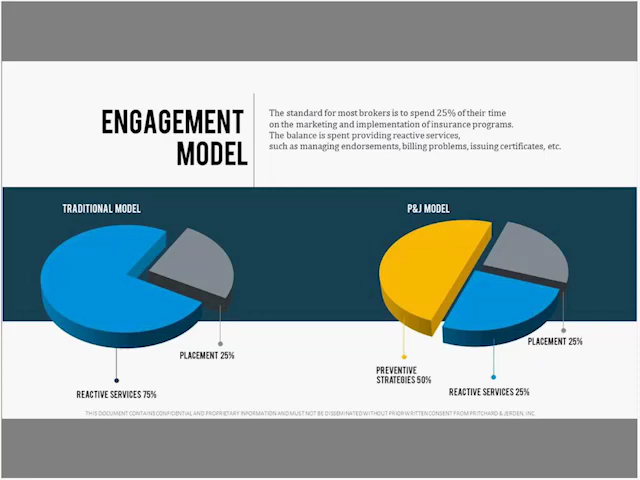 ENGAGEMENT
MODEL
The standard for most brokers is to spend 25% of their time
on the marketing and implementation of insurance programs.
The balance is spent providing reactive services,
such as managing endorsements, billing problems, issuing certificates, etc.
TRADITIONAL MODEL
P&J MODEL
PLACEMENT 25%
REACTIVE SERVICES 75%
PLACEMENT 25%
PREVENTIVE
STRATEGIES 50%
REACTIVE SERVICES 25%
THIS DOCUMENT CONTAINS CONFIDENTIAL AND PROPRIETARY INFORMATION AND MUST NOT BE DISSEMINATED WITHOUT PRIOR WRITTEN CONSENT FROM PRITCHARD & JERDEN, INC.